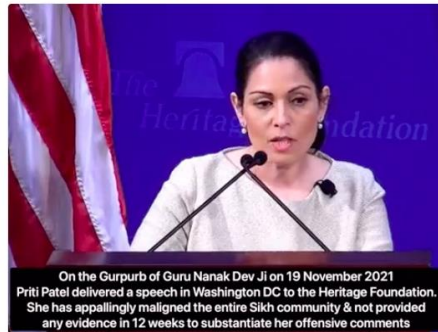 The
Heritage Foundation
On the Gurpurb of Guru Nanak Dev Ji on 19 November 2021
Priti Patel delivered a speech in Washington DC to the Heritage Foundation.
She has appallingly maligned the entire Sikh community & not provided
any evidence in 12 weeks to substantiate her offensive comments